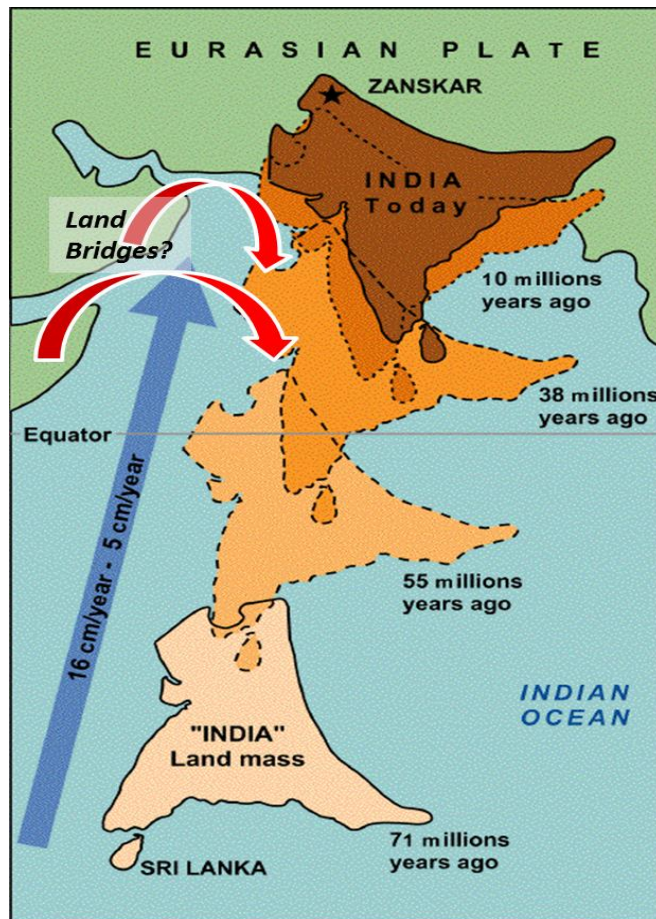 EURASIAN PLATE
ZANSKAR
INDIA
Today
Land
Bridges?
10 millions
years ago
38 millions
years ago
Equator
16 cm/year - 5 cm/year
55 millions
years ago
INDIAN
OCEAN
"INDIA"
Land mass
71 millions
years ago
SRI LANKA